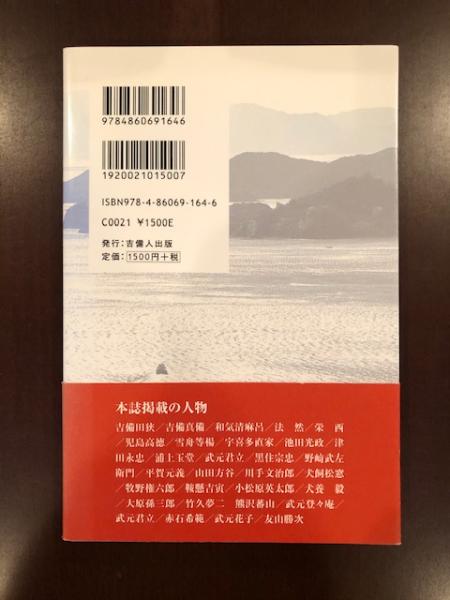 9784860691646
1920021015007
ISBN978-4-86069-164-6
C0021 ¥1500E
発行：吉備人出版
定価：1500円+税
本誌掲載の人物
吉備田狭／吉備真備／和気清麻呂／法　然／栄　西
／児島高徳／雪舟等楊／宇喜多直家／池田光政／津
田永忠／浦上玉堂／武元君立／黒住宗忠／野崎武左
衛門／平賀元義／山田方谷／川手文治郎／犬飼松窓
／牧野権六郎／鞍懸吉寅／小松原英太郎／犬養　毅
／大原孫三郎／竹久夢二　熊沢蕃山／武元登々庵／
武元君立／赤石希範／武元花子／友山勝次